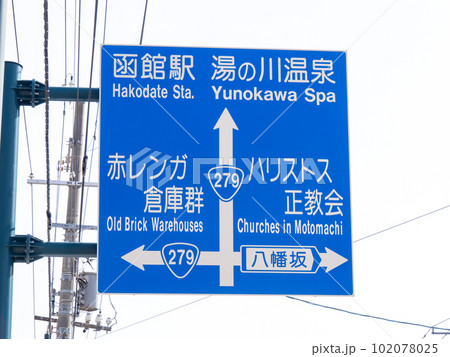 函館駅 湯の川温泉
Hakodate Sta. Yunokawa Spa
赤レンガ
倉庫群
Old Brick Warehouses
279
ハリストス
正教会
Churches in Motomachi
279
八幡坂
PIXTA
pixta.jp - 102078025